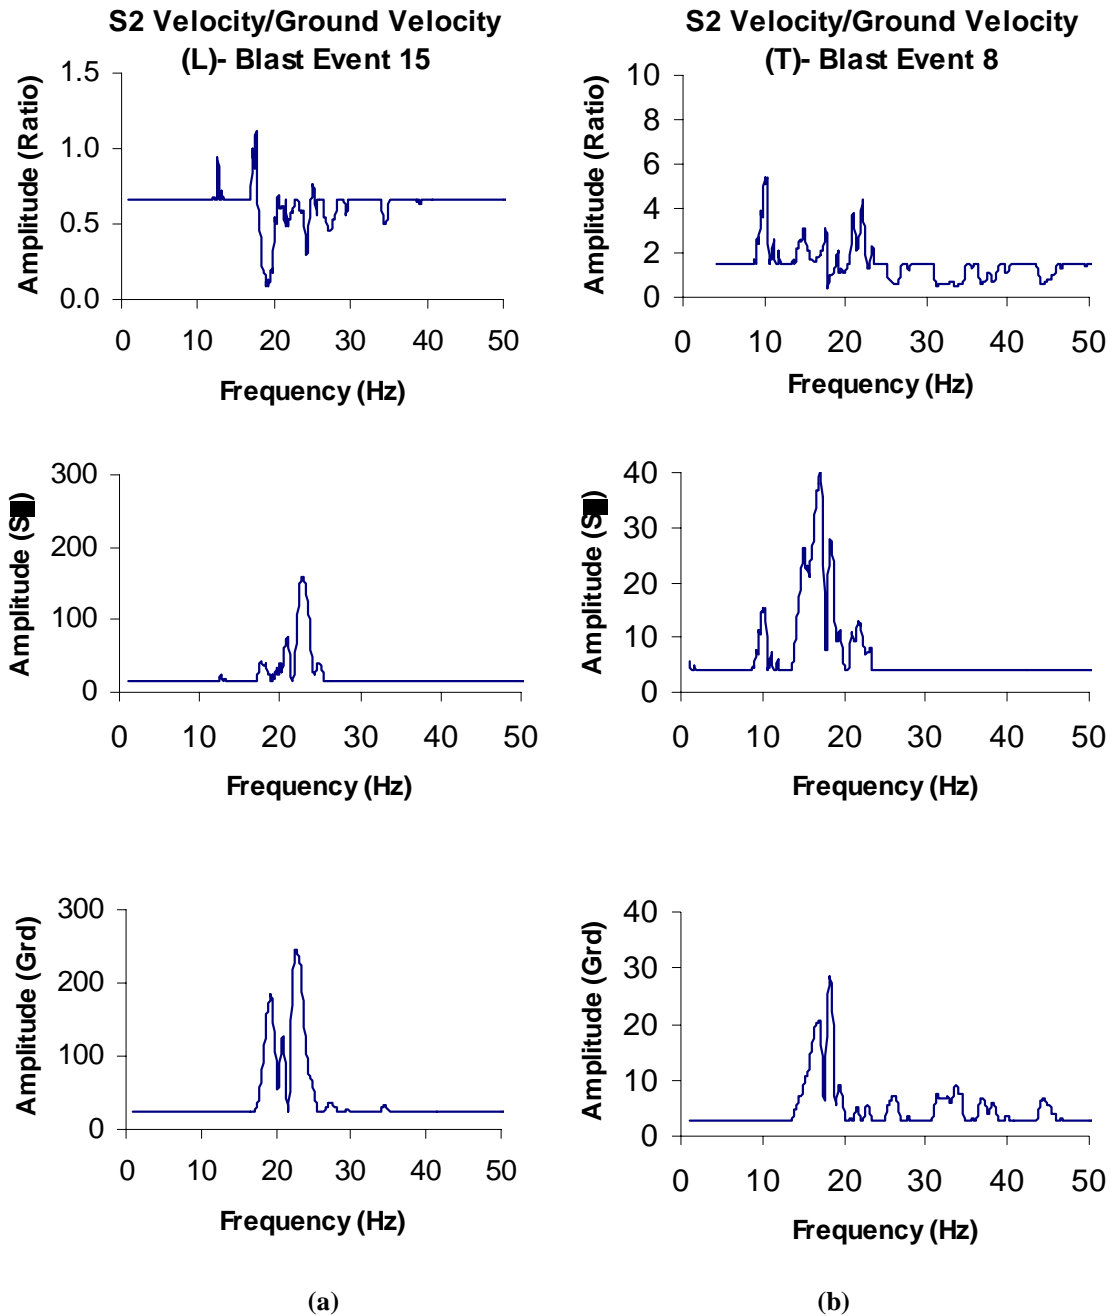 S2 Velocity/Ground Velocity
(L)- Blast Event 15
Amplitude (Ratio)
1.5
1.0
0.5
0.0
0 10 20 30 40 50
Frequency (Hz)
S2 Velocity/Ground Velocity
(T)- Blast Event 8
Amplitude (Ratio)
10
8
6
4
2
0
0 10 20 30 40 50
Frequency (Hz)
Amplitude (S
300
200
100
0
0 10 20 30 40 50
Frequency (Hz)
Amplitude (S
40
30
20
10
0
0 10 20 30 40 50
Frequency (Hz)
Amplitude (Grd)
300
200
100
0
0 10 20 30 40 50
Frequency (Hz)
Amplitude (Grd)
40
30
20
10
0
0 10 20 30 40 50
Frequency (Hz)
(a)
(b)